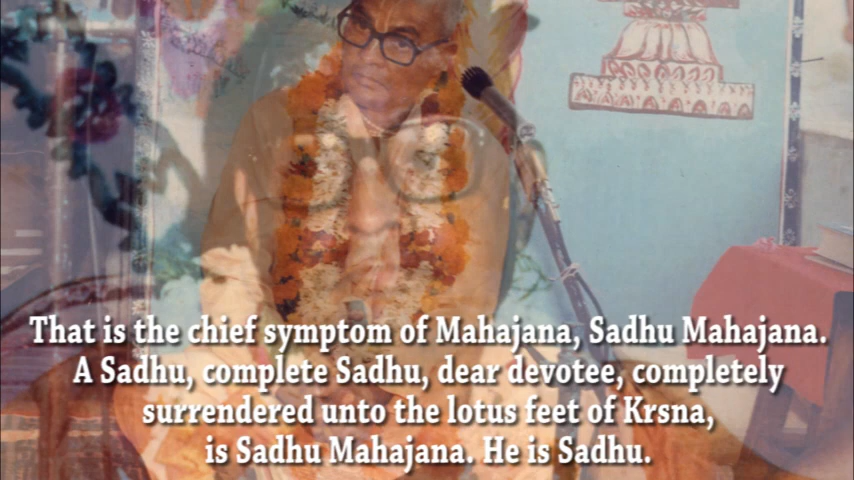 That is the chief symptom of Mahajana, Sadhu Mahajana.
A Sadhu, complete Sadhu, dear devotee, completely
surrendered unto the lotus feet of Krsna,
is Sadhu Mahajana. He is Sadhu.